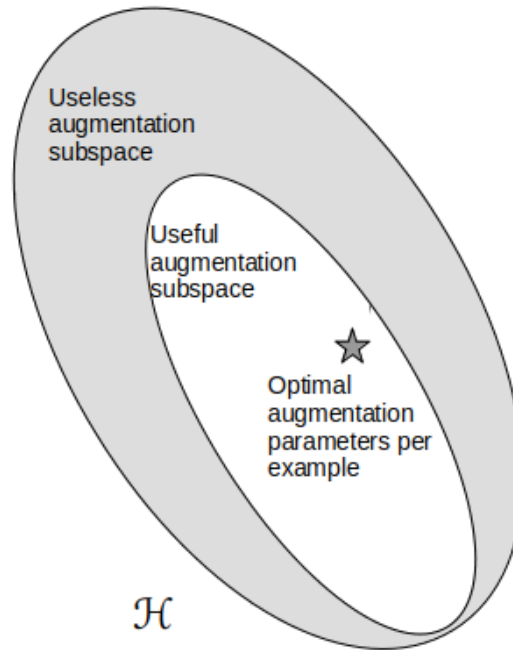 Useless
augmentation
subspace
Useful
augmentation
subspace
Optimal
augmentation
parameters per
example
ℋ